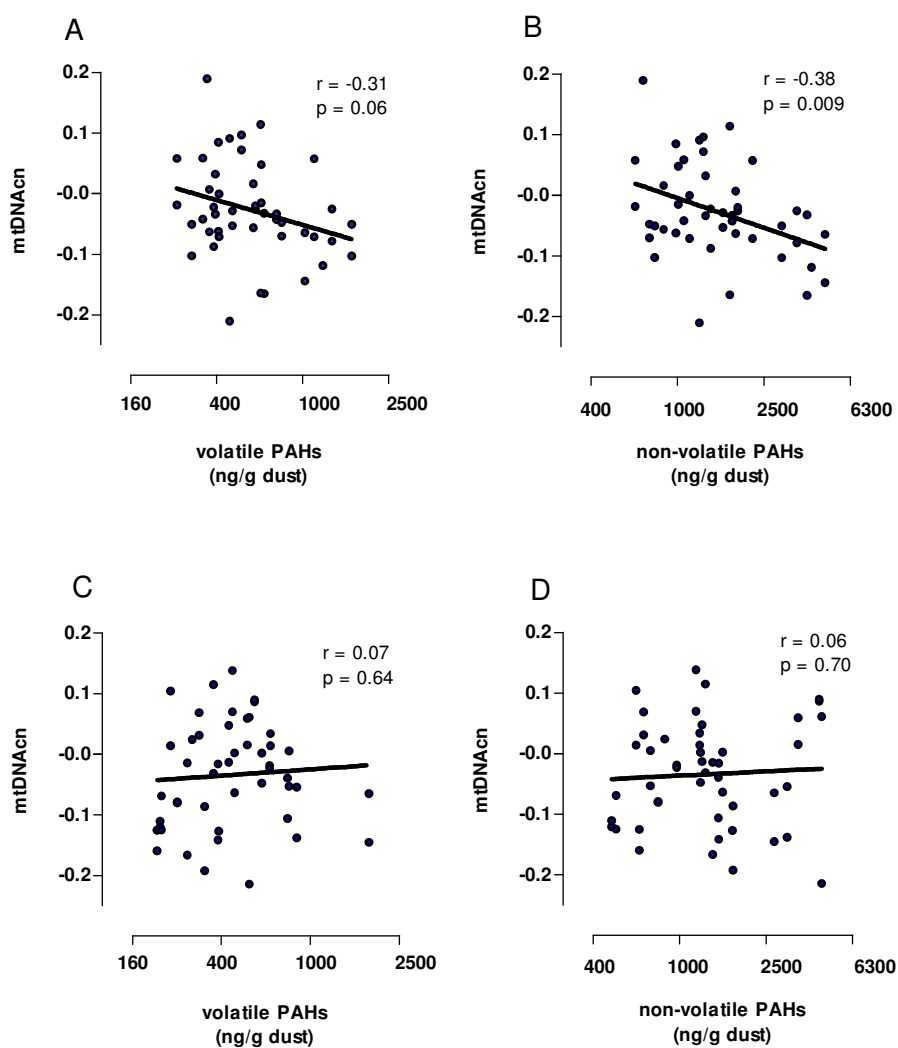 A
r = -0.31
p = 0.06
0.2
0.1
-0.0
-0.1
-0.2
mtDNAcn
160 400 1000 2500
volatile PAHs
(ng/g dust)
B
r = -0.38
p = 0.009
0.2
0.1
-0.0
-0.1
-0.2
mtDNAcn
400 1000 2500 6300
non-volatile PAHs
(ng/g dust)
C
r = 0.07
p = 0.64
0.2
0.1
-0.0
-0.1
-0.2
mtDNAcn
160 400 1000 2500
volatile PAHs
(ng/g dust)
D
r = 0.06
p = 0.70
0.2
0.1
-0.0
-0.1
-0.2
mtDNAcn
400 1000 2500 6300
non-volatile PAHs
(ng/g dust)